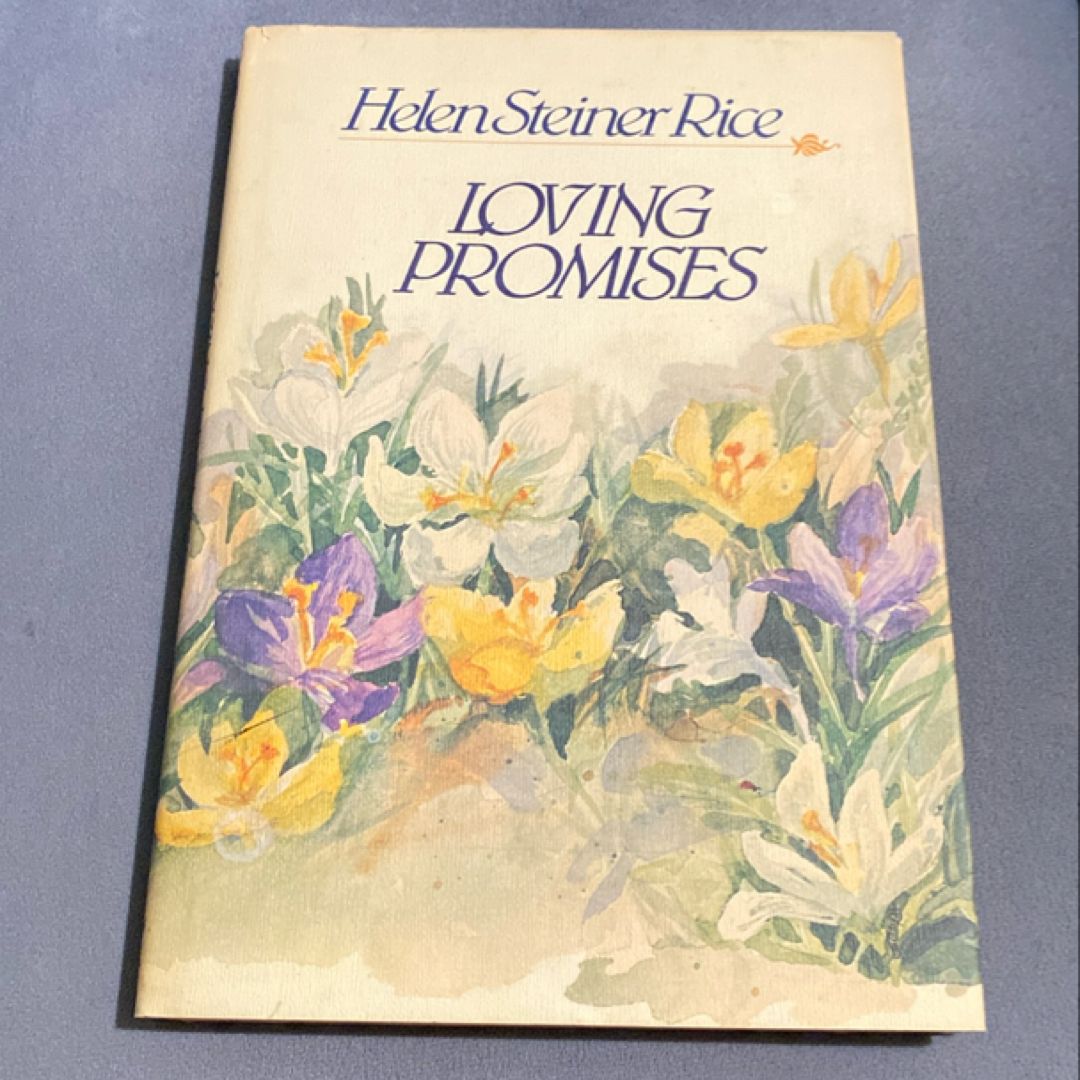 Helen Steiner Rice
LOVING
PROMISES